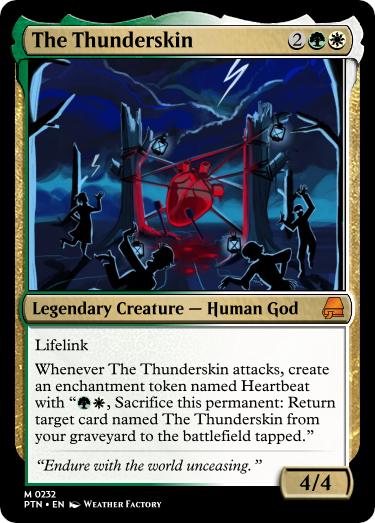 The Thunderskin 2
Legendary Creature — Human God
Lifelink
Whenever The Thunderskin attacks, create
an enchantment token named Heartbeat
with “, Sacrifice this permanent: Return
target card named The Thunderskin from
your graveyard to the battlefield tapped.”
“Endure with the world unceasing.”
4/4
M 0232
PTN • EN Weather Factory